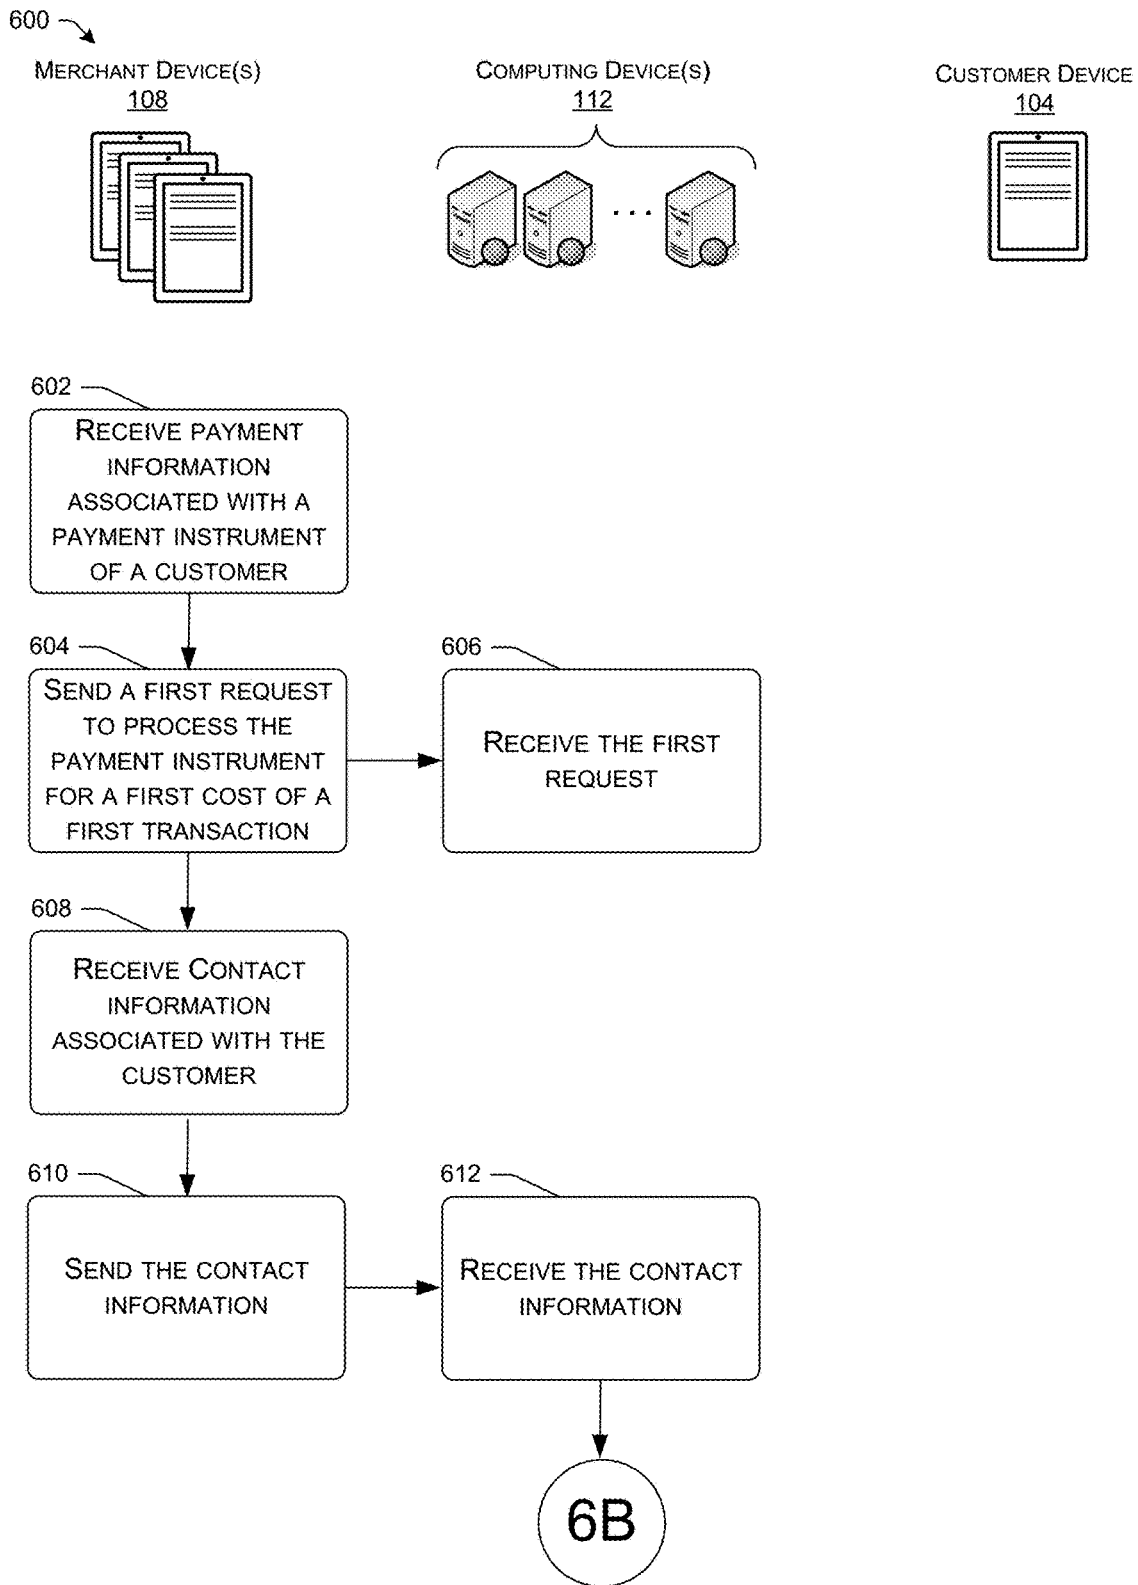 600
MERCHANT DEVICE(S)
108
COMPUTING DEVICE(S)
112
CUSTOMER DEVICE
104
602
RECEIVE PAYMENT
INFORMATION
ASSOCIATED WITH A
PAYMENT INSTRUMENT
OF A CUSTOMER
604
SEND A FIRST REQUEST
TO PROCESS THE
PAYMENT INSTRUMENT
FOR A FIRST COST OF A
FIRST TRANSACTION
606
RECEIVE THE FIRST
REQUEST
608
RECEIVE CONTACT
INFORMATION
ASSOCIATED WITH THE
CUSTOMER
610
SEND THE CONTACT
INFORMATION
612
RECEIVE THE CONTACT
INFORMATION
6B